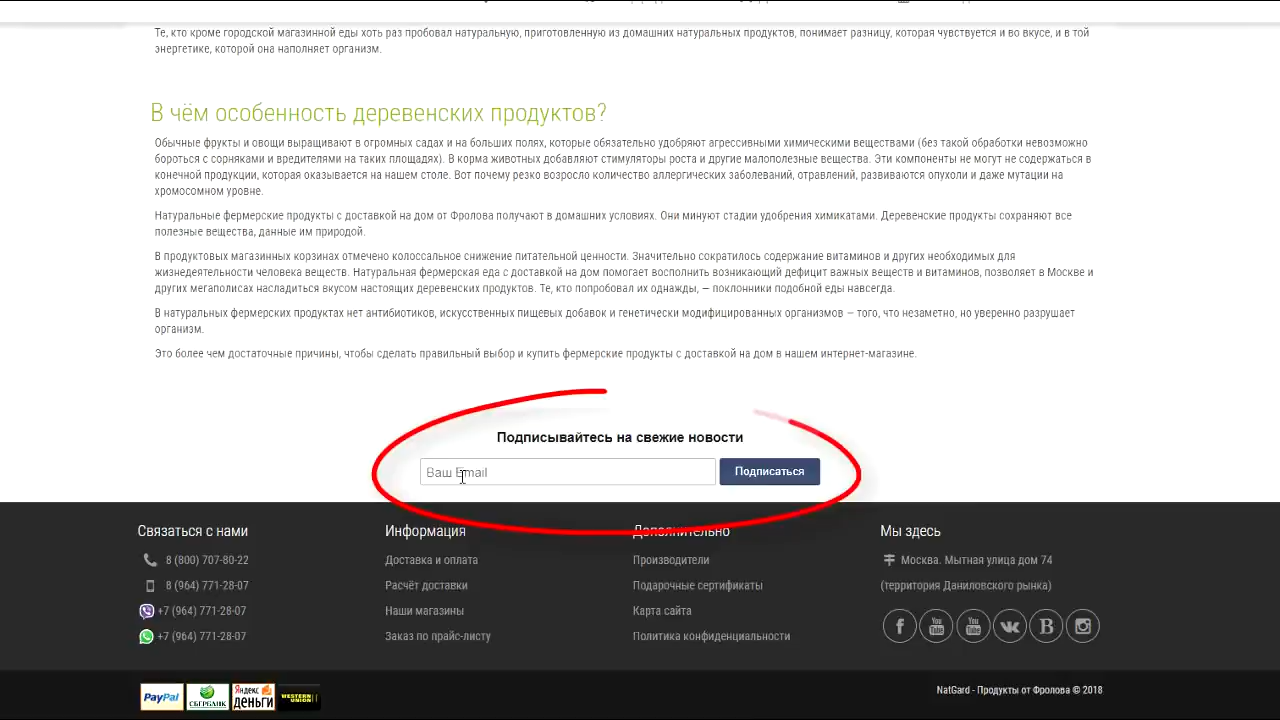 Те, кто кроме городской магазинной еды хоть раз пробовал натуральную, приготовленную из домашних натуральных продуктов, понимает разницу, которая чувствуется и во вкусе, и в той
энергетике, которой она наполняет организм.
В чём особенность деревенских продуктов?
Обычные фрукты и овощи выращивают в огромных садах и на больших полях, которые обязательно удобряют агрессивными химическими веществами (без такой обработки невозможно
бороться с сорняками и вредителями на таких площадях). В корма животных добавляют стимуляторы роста и другие малополезные вещества. Эти компоненты не могут не содержаться в
конечной продукции, которая оказывается на нашем столе. Вот почему резко возросло количество аллергических заболеваний, отравлений, развиваются опухоли и даже мутации на
хромосомном уровне.
Натуральные фермерские продукты с доставкой на дом от Фролова получают в домашних условиях. Они минуют стадии удобрения химикатами. Деревенские продукты сохраняют все
полезные вещества, данные им природой.
В продуктовых магазинных корзинах отмечено колоссальное снижение питательной ценности. Значительно сократилось содержание витаминов и других необходимых для
жизнедеятельности человека веществ. Натуральная фермерская еда с доставкой на дом помогает восполнить возникающий дефицит важных веществ и витаминов, позволяет в Москве и
других мегаполисах насладиться вкусом настоящих деревенских продуктов. Те, кто попробовал их однажды, — поклонники подобной еды навсегда.
В натуральных фермерских продуктах нет антибиотиков, искусственных пищевых добавок и генетически модифицированных организмов — того, что незаметно, но уверенно разрушает
организм.
Это более чем достаточные причины, чтобы сделать правильный выбор и купить фермерские продукты с доставкой на дом в нашем интернет-магазине.
Подписывайтесь на свежие новости
Ваш Email Подписаться
Связаться с нами Информация Дополнительно Мы здесь
8 (800) 707-80-22 Доставка и оплата Производители Москва. Мытная улица дом 74
8 (964) 771-28-07 Расчёт доставки Подарочные сертификаты (территория Даниловского рынка)
+7 (964) 771-28-07 Наши магазины Карта сайта
+7 (964) 771-28-07 Заказ по прайс-листу Политика конфиденциальности
You Tube You Tube
PayPal СБЕРБАНК Яндекс деньги WESTERN UNION
NatGard - Продукты от Фролова © 2018